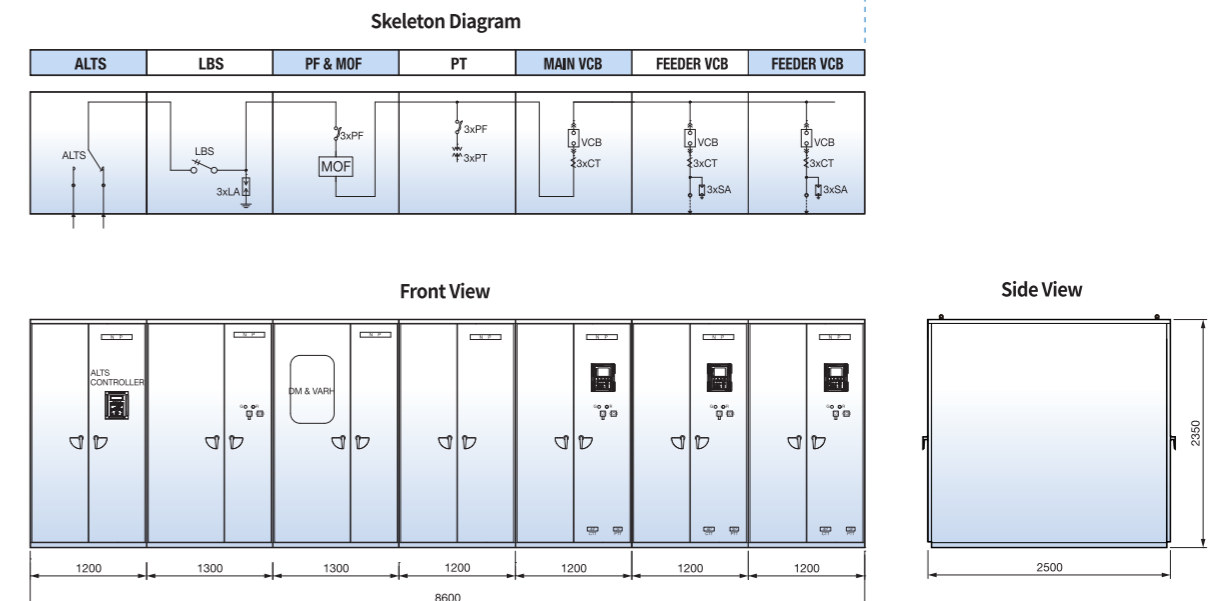 Skeleton Diagram
ALTS LBS PF & MOF PT MAIN VCB FEEDER VCB FEEDER VCB
ALTS
LBS
3xLA
3xPF
MOF
3xPF
3xPT
VCB
3xCT
VCB
3xCT
3xSA
VCB
3xCT
3xSA
Front View
Side View
N P
N P
N P
N P
N P
N P
N P
ALTS
CONTROLLER
DM & VARH
1200 1300 1300 1200 1200 1200 1200
8600
2350
2500